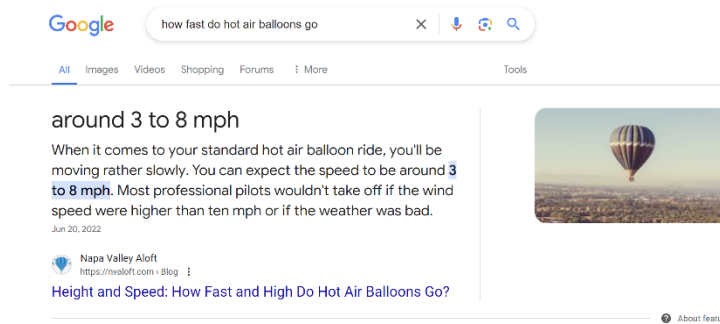 Google
how fast do hot air balloons go
All Images Videos Shopping Forums More Tools
around 3 to 8 mph
When it comes to your standard hot air balloon ride, you'll be
moving rather slowly. You can expect the speed to be around 3
to 8 mph. Most professional pilots wouldn't take off if the wind
speed were higher than ten mph or if the weather was bad.
Jun 20, 2022
Napa Valley Aloft
https://nvaloft.com › Blog
Height and Speed: How Fast and High Do Hot Air Balloons Go?
About